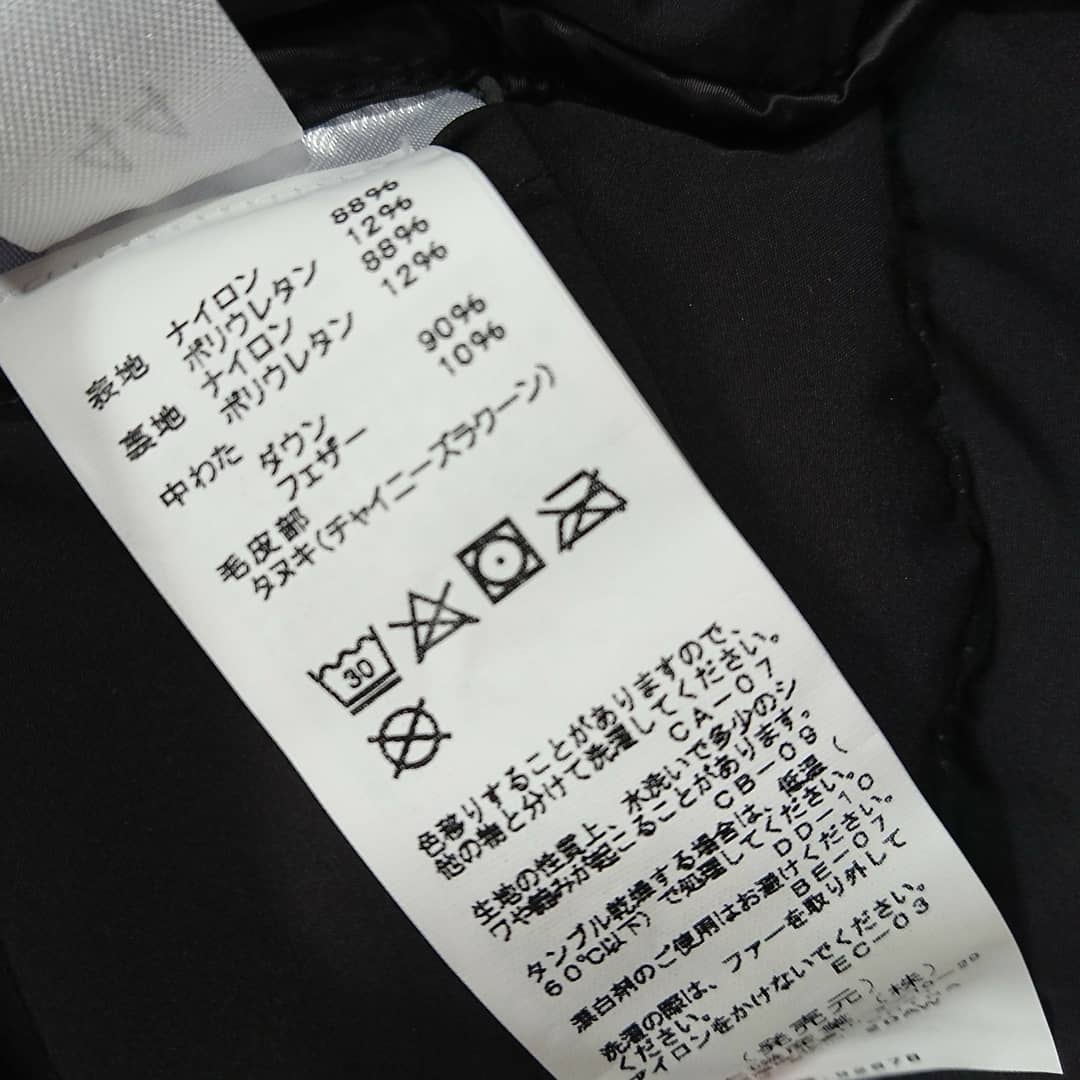 表地 ナイロン 88%
ポリウレタン 12%
裏地 ナイロン 88%
ポリウレタン 12%
中わた ダウン 90%
フェザー 10%
毛皮部
タヌキ(チャイニーズラクーン)
30
色移りすることがありますので、
他の物と分けて洗濯してください。
CA-07
生地の性質上、水洗いで多少のシ
ワや縮みが起こることがあります。
CB-09
タンブル乾燥する場合は、低温(
60℃以下)で処理してください。
DD-10
漂白剤のご使用はお避けください。
BE-07
洗濯の際は、ファーを取り外して
ください。
アイロンをかけないでください。
EC-03
(発売元)(株)